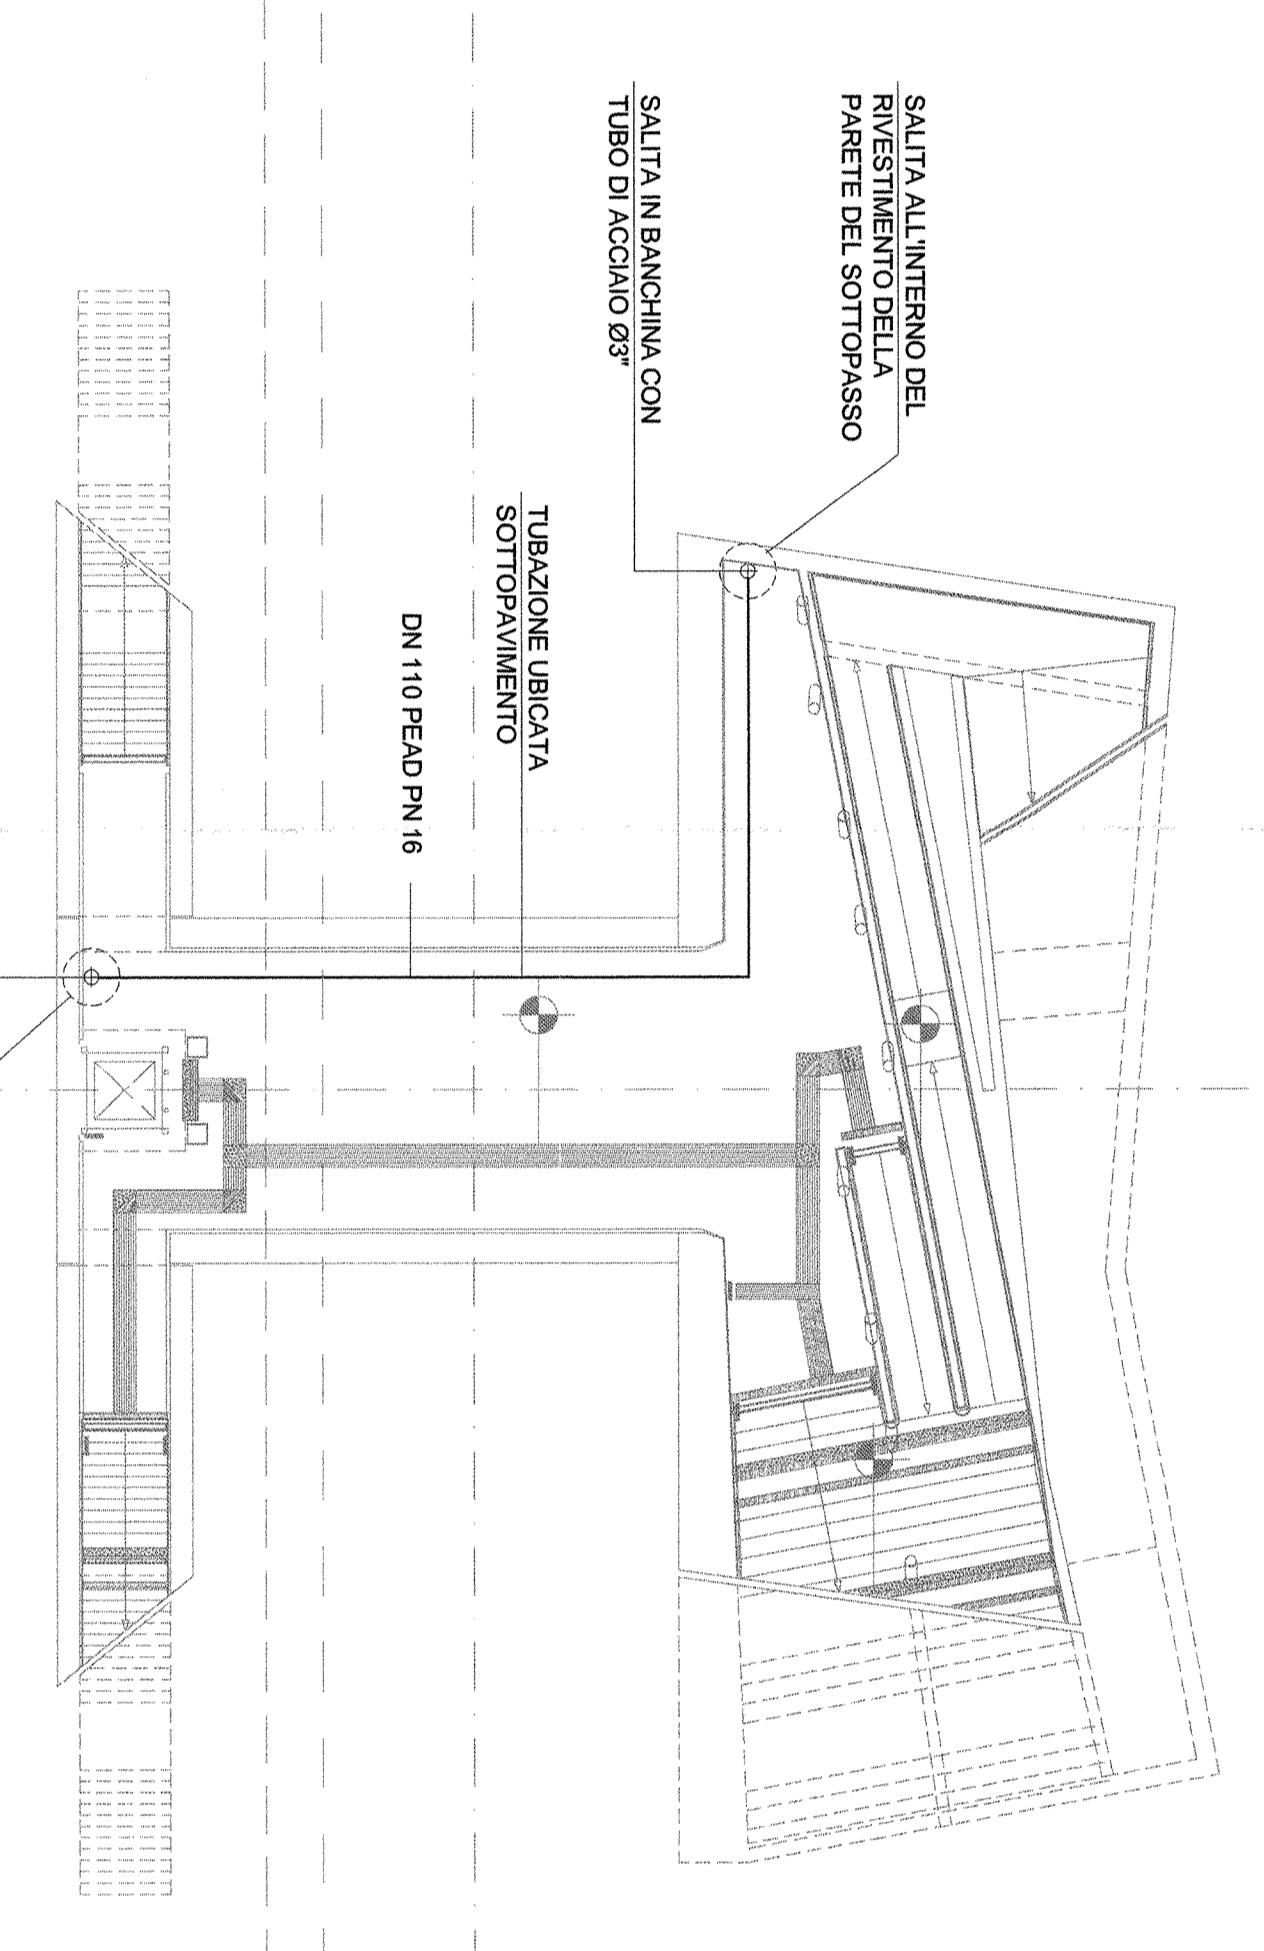 SALITA ALL'INTERNO DEL
RIVESTIMENTO DELLA
PARETE DEL SOTTOPASSO
SALITA IN BANCHINA CON
TUBO DI ACCIAIO Ø3"
TUBAZIONE UBICATA
SOTTOPAVIMENTO
DN 110 PEAD PN 16